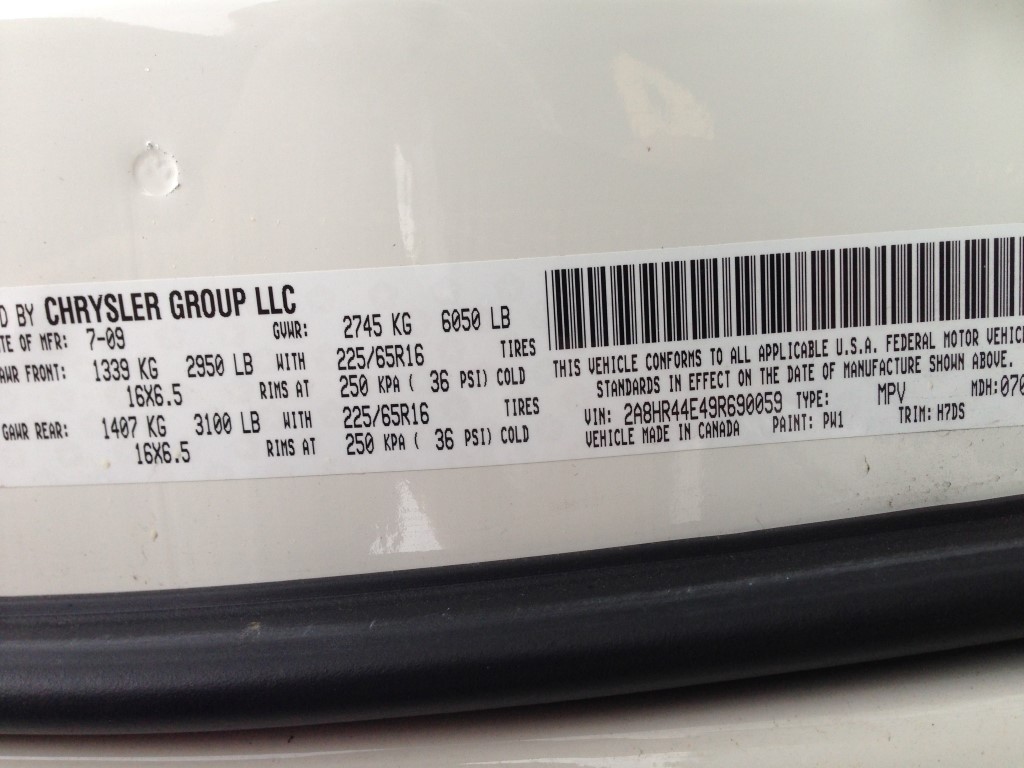 D BY CHRYSLER GROUP LLC
TE OF MFR: 7-09 GVWR: 2745 KG 6050 LB
AWR FRONT: 1339 KG 2950 LB WITH 225/65R16 TIRES
16X6.5 RIMS AT 250 KPA ( 36 PSI) COLD
GAWR REAR: 1407 KG 3100 LB WITH 225/65R16 TIRES
16X6.5 RIMS AT 250 KPA ( 36 PSI) COLD
THIS VEHICLE CONFORMS TO ALL APPLICABLE U.S.A. FEDERAL MOTOR VEHIC
STANDARDS IN EFFECT ON THE DATE OF MANUFACTURE SHOWN ABOVE.
VIN: 2A8HR44E49R690059 TYPE: MPV MDH:070
VEHICLE MADE IN CANADA PAINT: PW1 TRIM: H7DS